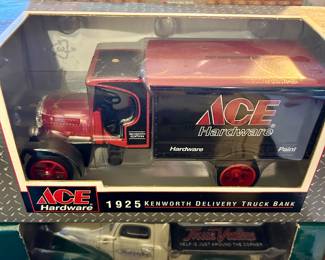 ACE
Hardware
Hardware Paint
ACE
Hardware
1925 KENWORTH DELIVERY TRUCK BANK
True Value
HELP IS JUST AROUND THE CORNER